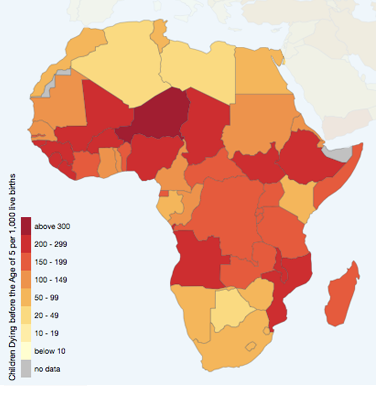 Children Dying before the Age of 5 per 1,000 live births
above 300
200 - 299
150 - 199
100 - 149
50 - 99
20 - 49
10 - 19
below 10
no data